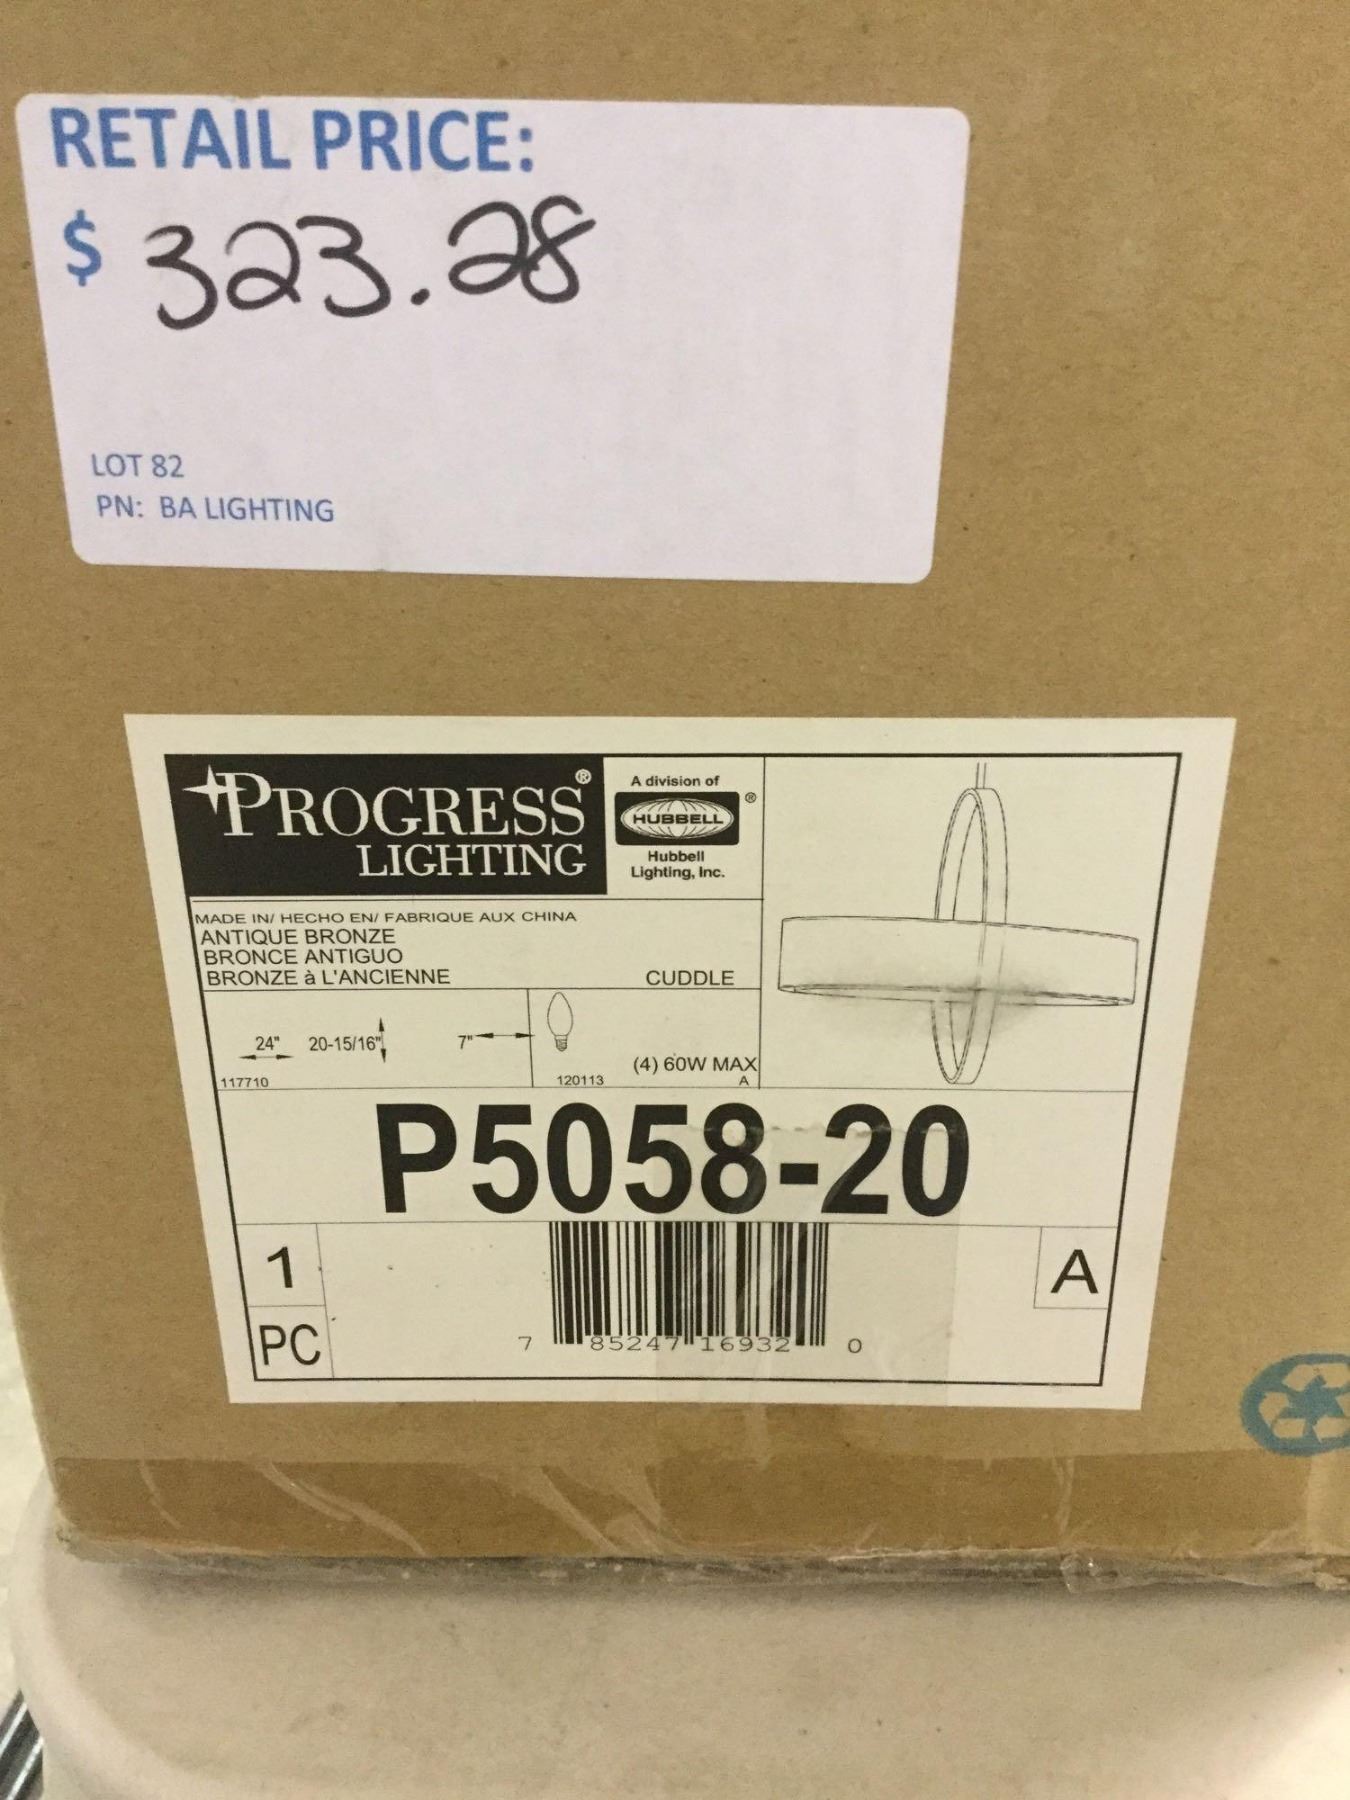 RETAIL PRICE:
$ 323.28
LOT 82
PN: BA LIGHTING
PROGRESS®
LIGHTING
A division of
HUBBELL ®
Hubbell
Lighting, Inc.
MADE IN/ HECHO EN/ FABRIQUE AUX CHINA
ANTIQUE BRONZE
BRONCE ANTIGUO
BRONZE à L'ANCIENNE
CUDDLE
24" 20-15/16" 7"
(4) 60W MAX
117710 120113 A
P5058-20
1
PC
A
7 85247 16932 0